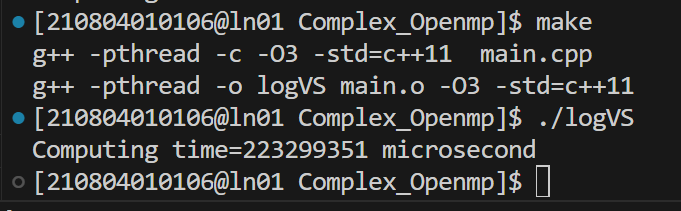 [210804010106@ln01 Complex_Openmp]$ make
g++ -pthread -c -O3 -std=c++11  main.cpp
g++ -pthread -o logVS main.o -O3 -std=c++11
[210804010106@ln01 Complex_Openmp]$ ./logVS
Computing time=223299351 microsecond
[210804010106@ln01 Complex_Openmp]$